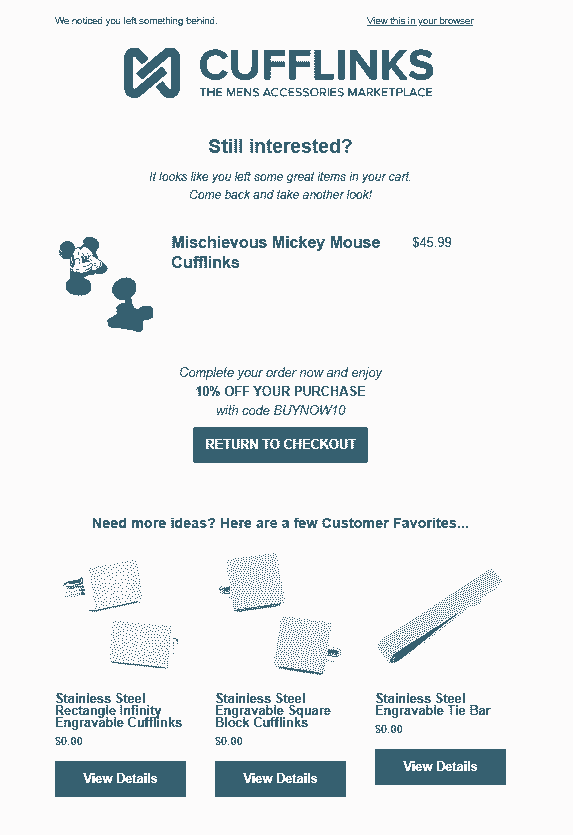 We noticed you left something behind.
View this in your browser
CUFFLINKS
THE MENS ACCESSORIES MARKETPLACE
Still interested?
It looks like you left some great items in your cart.
Come back and take another look!
Mischievous Mickey Mouse
Cufflinks
$45.99
Complete your order now and enjoy
10% OFF YOUR PURCHASE
with code BUYNOW10
RETURN TO CHECKOUT
Need more ideas? Here are a few Customer Favorites...
Stainless Steel
Rectangle Infinity
Engravable Cufflinks
$0.00
View Details
Stainless Steel
Engravable Square
Block Cufflinks
$0.00
View Details
Stainless Steel
Engravable Tie Bar
$0.00
View Details